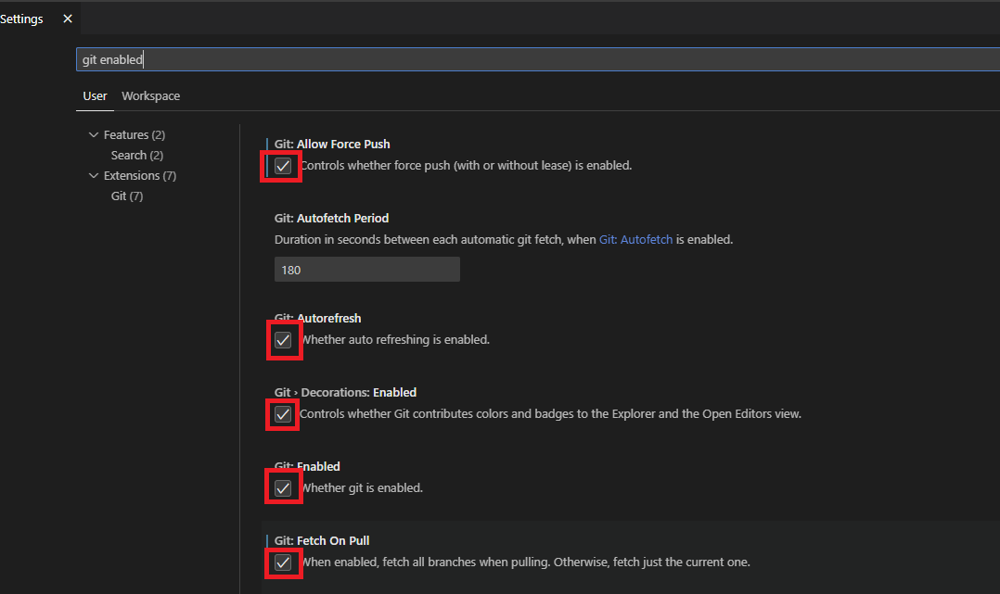 Settings
git enabled
User Workspace
Features (2)
Search (2)
Extensions (7)
Git (7)
Git: Allow Force Push
Controls whether force push (with or without lease) is enabled.
Git: Autofetch Period
Duration in seconds between each automatic git fetch, when Git: Autofetch is enabled.
180
Git: Autorefresh
Whether auto refreshing is enabled.
Git › Decorations: Enabled
Controls whether Git contributes colors and badges to the Explorer and the Open Editors view.
Git: Enabled
Whether git is enabled.
Git: Fetch On Pull
When enabled, fetch all branches when pulling. Otherwise, fetch just the current one.